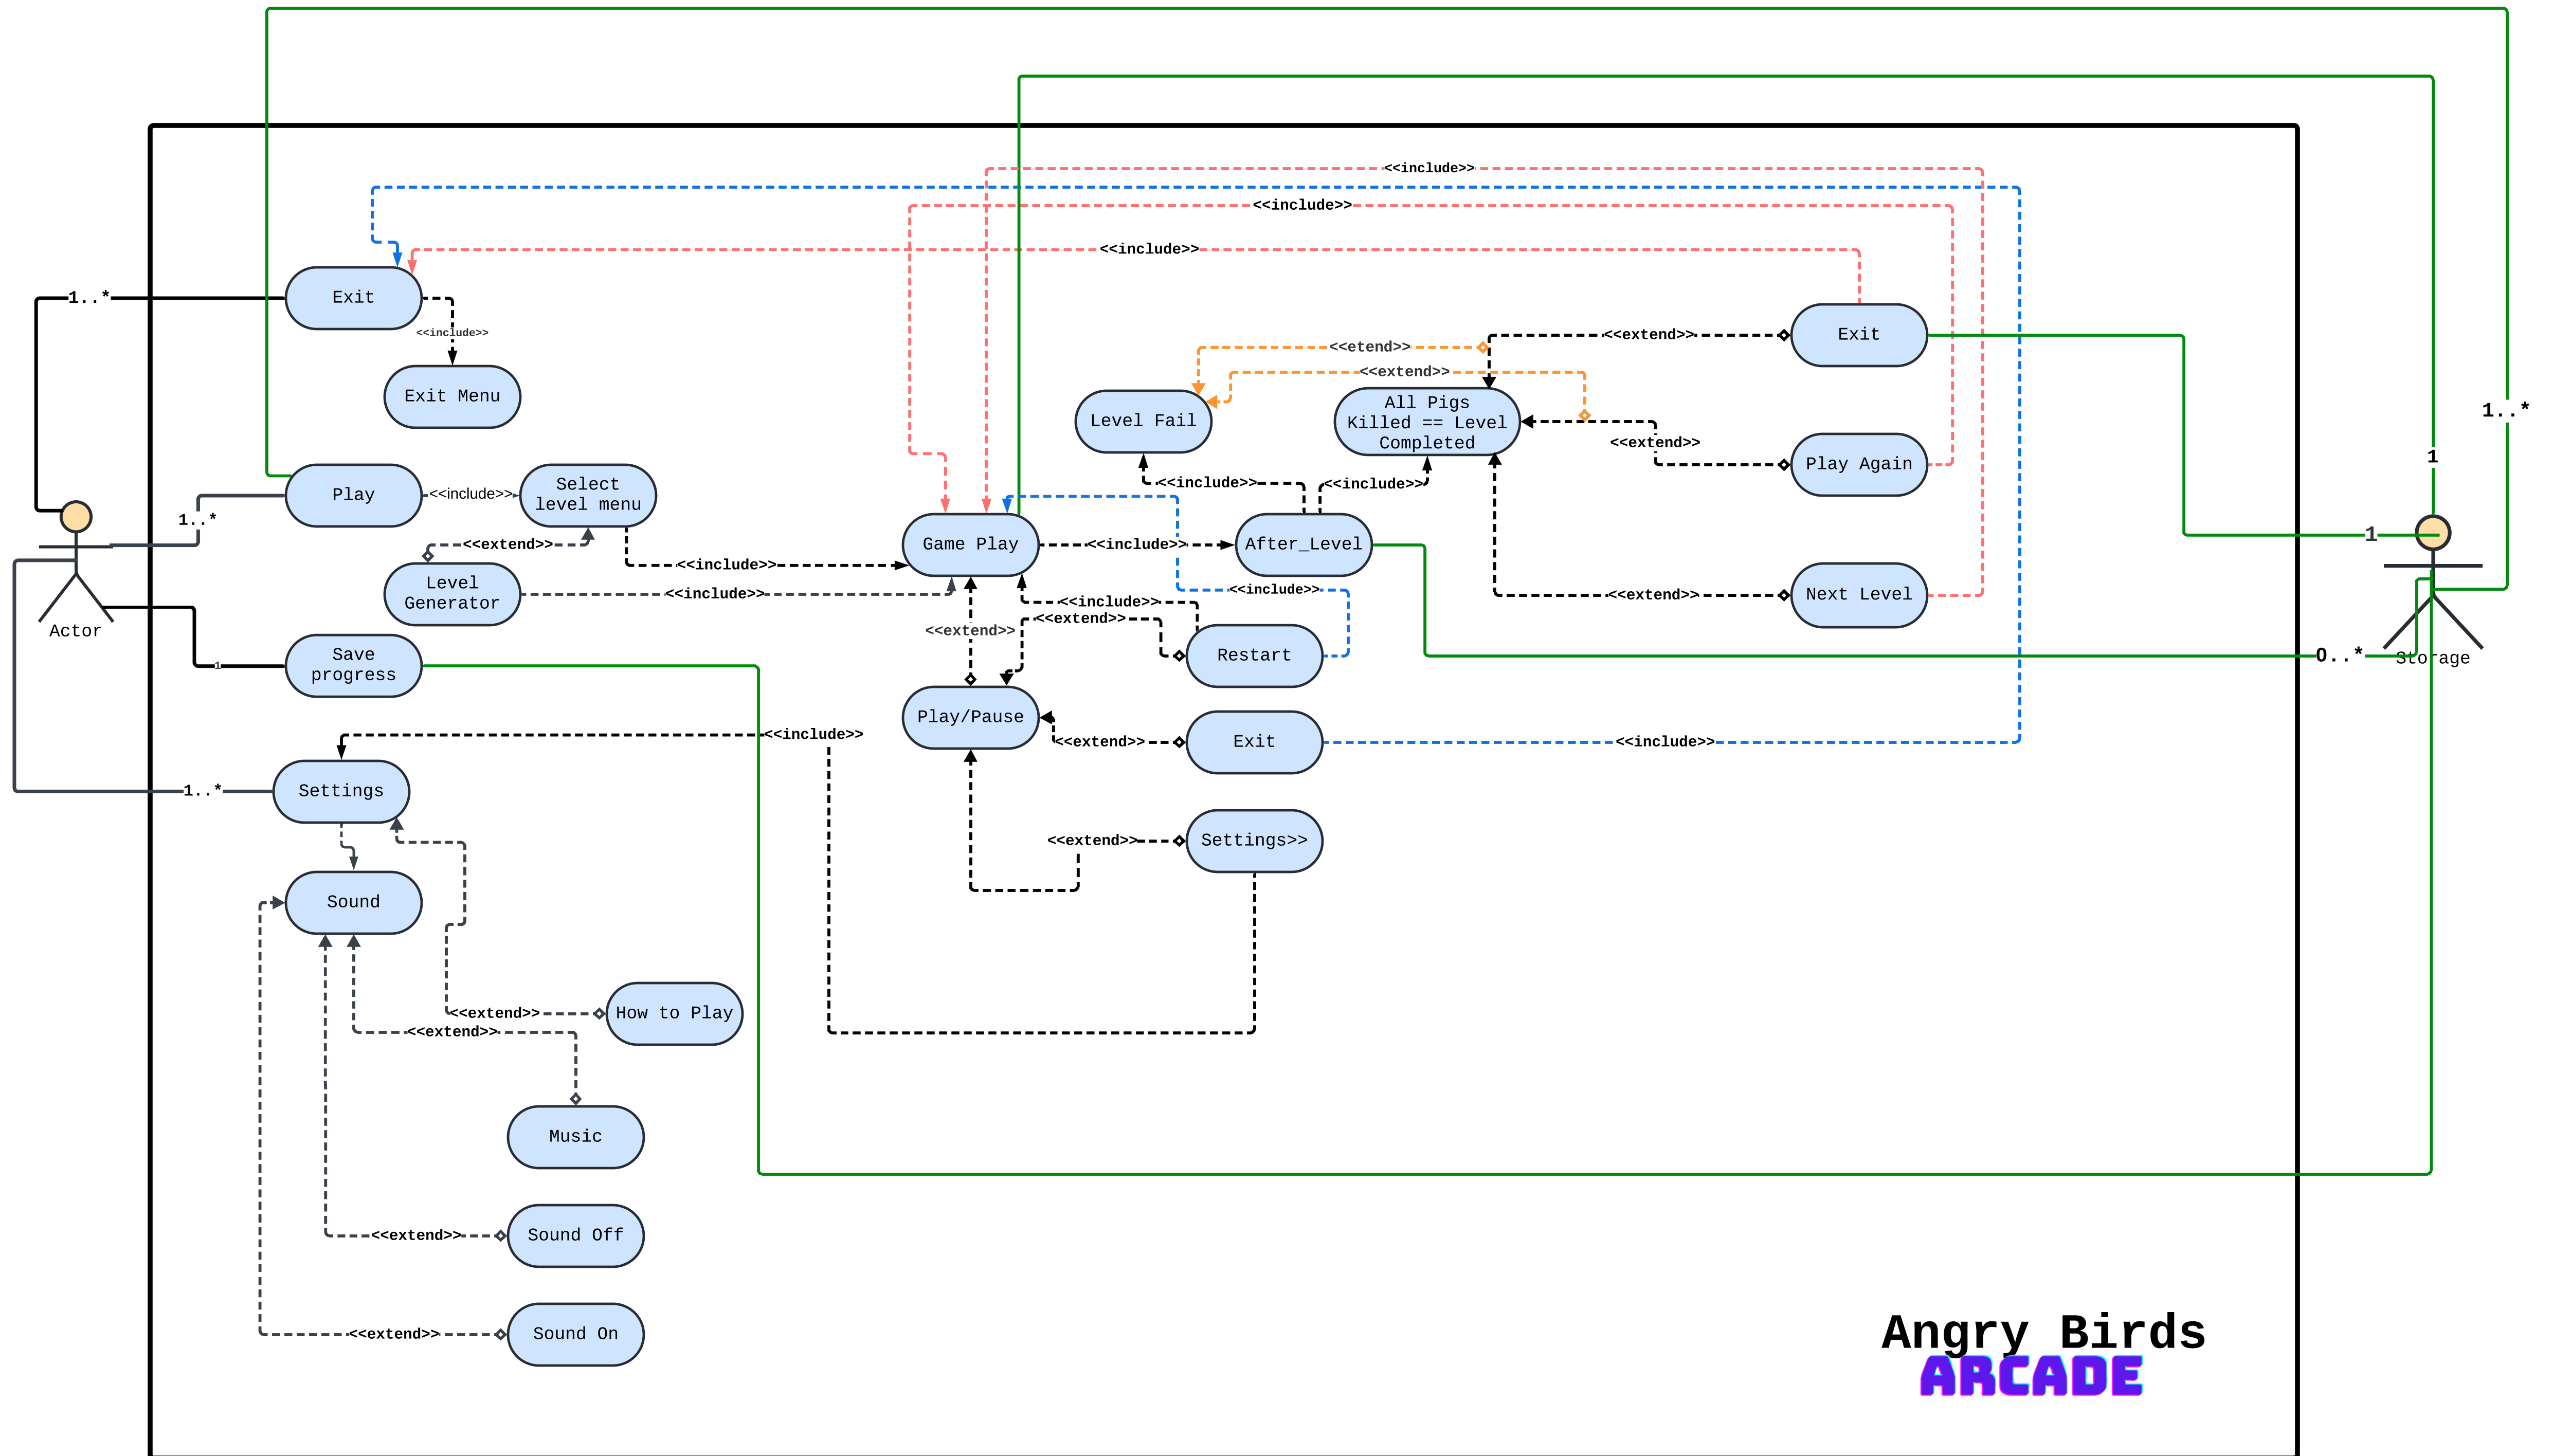 <<include>>
<<include>>
<<include>>
1..*
Exit
<<include>>
Exit Menu
<<extend>>
Exit
<<etend>>
<<extend>>
Level Fail
All Pigs
Killed == Level
Completed
<<extend>>
Play Again
1..*
1
Play
<<include>>
Select
level menu
<<include>>
<<include>>
1..*
<<extend>>
Game Play
<<include>>
After_Level
1
<<include>>
Level
Generator
<<include>>
<<include>>
<<include>>
<<extend>>
<<extend>>
<<extend>>
Next Level
Actor
Save
progress
1
Restart
0..*
Storage
Play/Pause
<<include>>
<<extend>>
Exit
<<include>>
1..*
Settings
<<extend>>
Settings>>
Sound
<<extend>>
How to Play
<<extend>>
Music
<<extend>>
Sound Off
<<extend>>
Sound On
Angry Birds
ARCADE